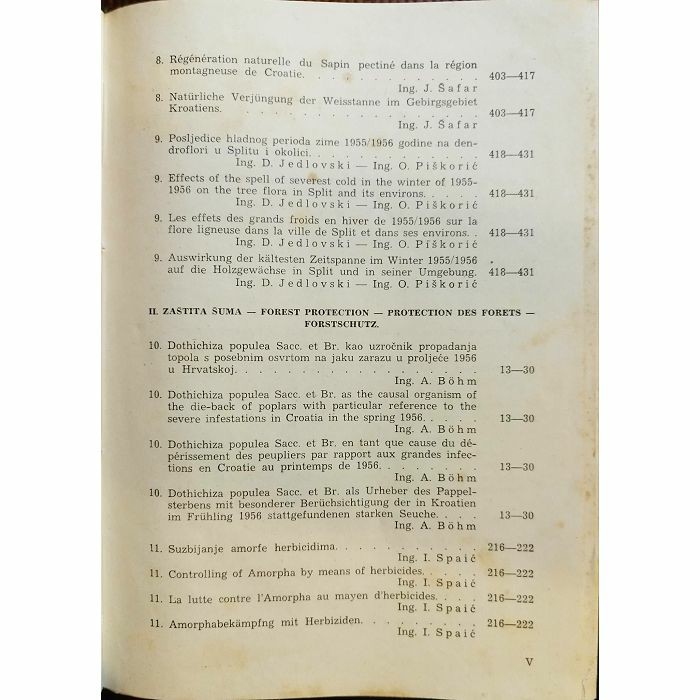 8. Régénération naturelle du Sapin pectiné dans la région
montagneuse de Croatie. . . . . . . . . . . . 403—417
Ing. J. Šafar
8. Natürliche Verjüngung der Weisstanne im Gebirgsgebiet
Kroatiens. . . . . . . . . . . . . . . 403—417
Ing. J. Šafar
9. Posljedice hladnog perioda zime 1955/1956 godine na den-
droflori u Splitu i okolici. . . . . . . . . . . . 418—431
Ing. D. Jedlovski — Ing. O. Piškorić
9. Effects of the spell of severest cold in the winter of 1955-
1956 on the tree flora in Split and its environs. . . . . 418—431
Ing. D. Jedlovski — Ing. O. Piškorić
9. Les effets des grands froids en hiver de 1955/1956 sur la
flore ligneuse dans la ville de Split et dans ses environs. . 418—431
Ing. D. Jedlovski — Ing. O. Piškorić
9. Auswirkung der kältesten Zeitspanne im Winter 1955/1956
auf die Holzgewächse in Split und in seiner Umgebung. 418—431
Ing. D. Jedlovski — Ing. O. Piškorić
II. ZAŠTITA ŠUMA — FOREST PROTECTION — PROTECTION DES FORETS —
FORSTSCHUTZ.
10. Dothichiza populea Sacc. et Br. kao uzročnik propadanja
topola s posebnim osvrtom na jaku zarazu u proljeće 1956
u Hrvatskoj. . . . . . . . . . . . . . . . 13—30
Ing. A. Böhm
10. Dothichiza populea Sacc. et Br. as the causal organism of
the die-back of poplars with particular reference to the
severe infestations in Croatia in the spring 1956. . . . . 13—30
Ing. A. Böhm
10. Dothichiza populea Sacc. et Br. en tant que cause du dé-
périssement des peupliers par rapport aux grandes infec-
tions en Croatie au printemps de 1956. . . . . . . . 13—30
Ing. A. Böhm
10. Dothichiza populea Sacc. et Br. als Urheber des Pappel-
sterbens mit besonderer Berüchsichtigung der in Kroatien
im Frühling 1956 stattgefundenen starken Seuche. . . . 13—30
Ing. A. Böhm
11. Suzbijanje amorfe herbicidima. . . . . . . . . . . 216—222
Ing. I. Spaić
11. Controlling of Amorpha by means of herbicides. . . . . 216—222
Ing. I. Spaić
11. La lutte contre l'Amorpha au mayen d'herbicides. . . . . 216—222
Ing. I. Spaić
11. Amorphabekämpfng mit Herbiziden. . . . . . . . . 216—222
Ing. I. Spaić
V